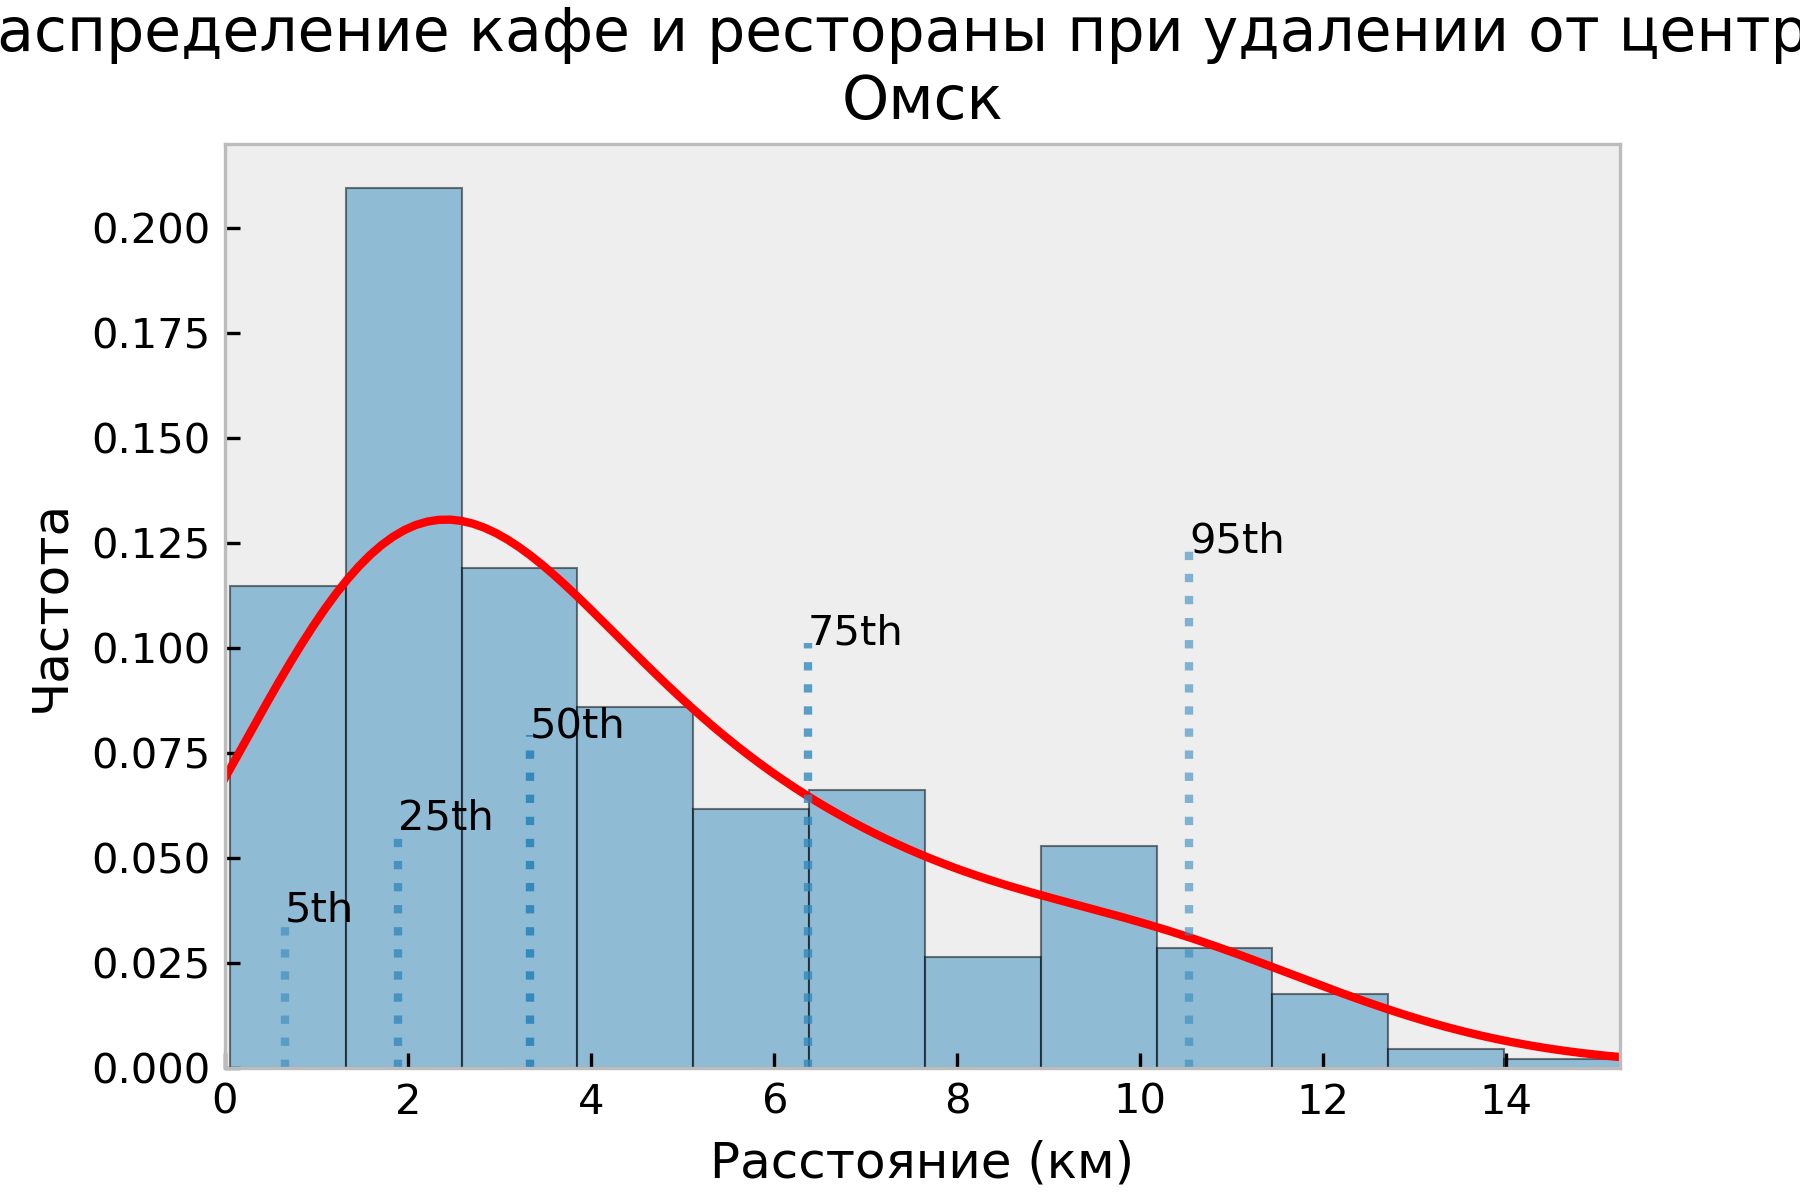 аспределение кафе и рестораны при удалении от центр
Омск
0.200
0.175
0.150
0.125
0.100
0.075
0.050
0.025
0.000
Частота
95th
75th
50th
25th
5th
0 2 4 6 8 10 12 14
Расстояние (км)